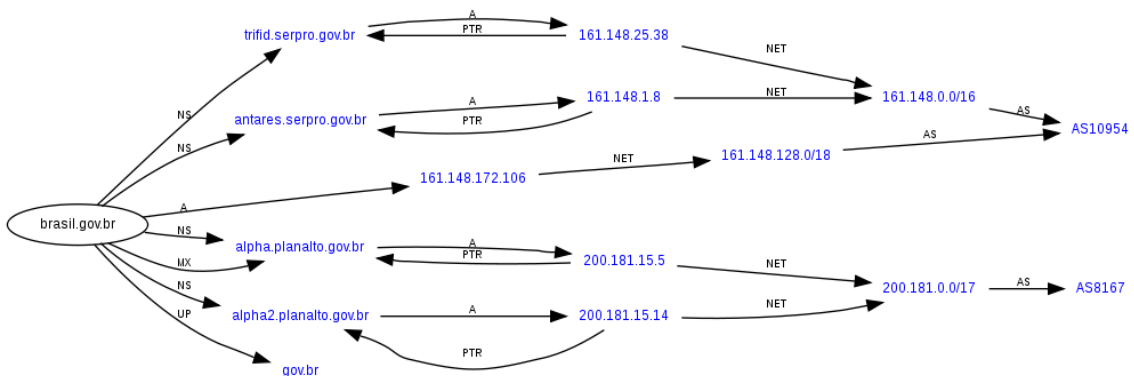 A
trifid.serpro.gov.br
PTR
161.148.25.38
NET
NS
161.148.1.8
NET
161.148.0.0/16
A
antares.serpro.gov.br
PTR
AS
AS10954
NS
161.148.128.0/18
AS
NET
161.148.172.106
A
brasil.gov.br
NS
alpha.planalto.gov.br
A
PTR
200.181.15.5
NET
MX
NS
200.181.0.0/17
AS
AS8167
UP
alpha2.planalto.gov.br
A
200.181.15.14
NET
PTR
gov.br